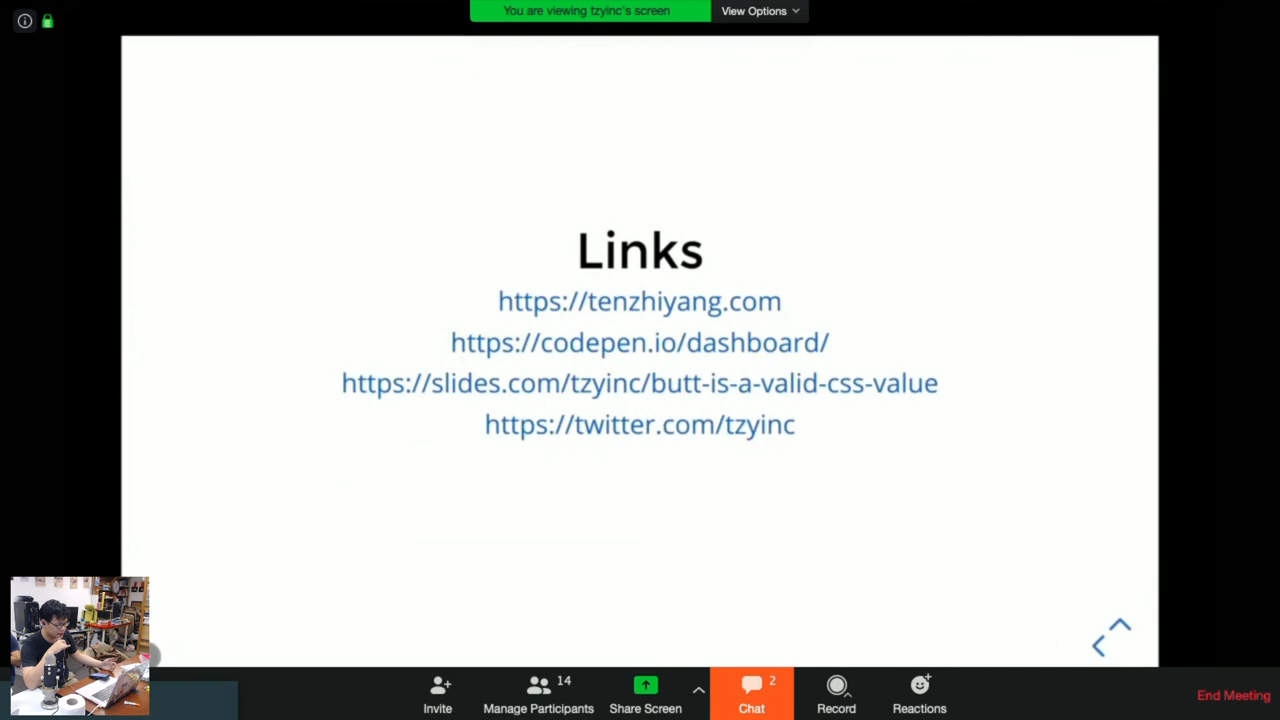 You are viewing tzyinc's screen
View Options
Links
https://tenzhiyang.com
https://codepen.io/dashboard/
https://slides.com/tzyinc/butt-is-a-valid-css-value
https://twitter.com/tzyinc
14
2
Invite
Manage Participants
Share Screen
Chat
Record
Reactions
End Meeting